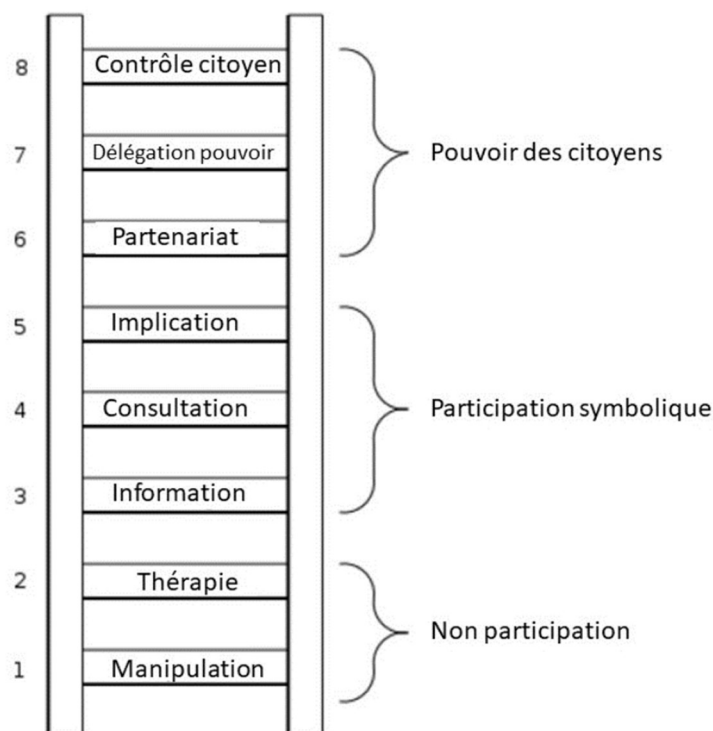 8 Contrôle citoyen
7 Délégation pouvoir
Pouvoir des citoyens
6 Partenariat
5 Implication
4 Consultation
Participation symbolique
3 Information
2 Thérapie
Non participation
1 Manipulation